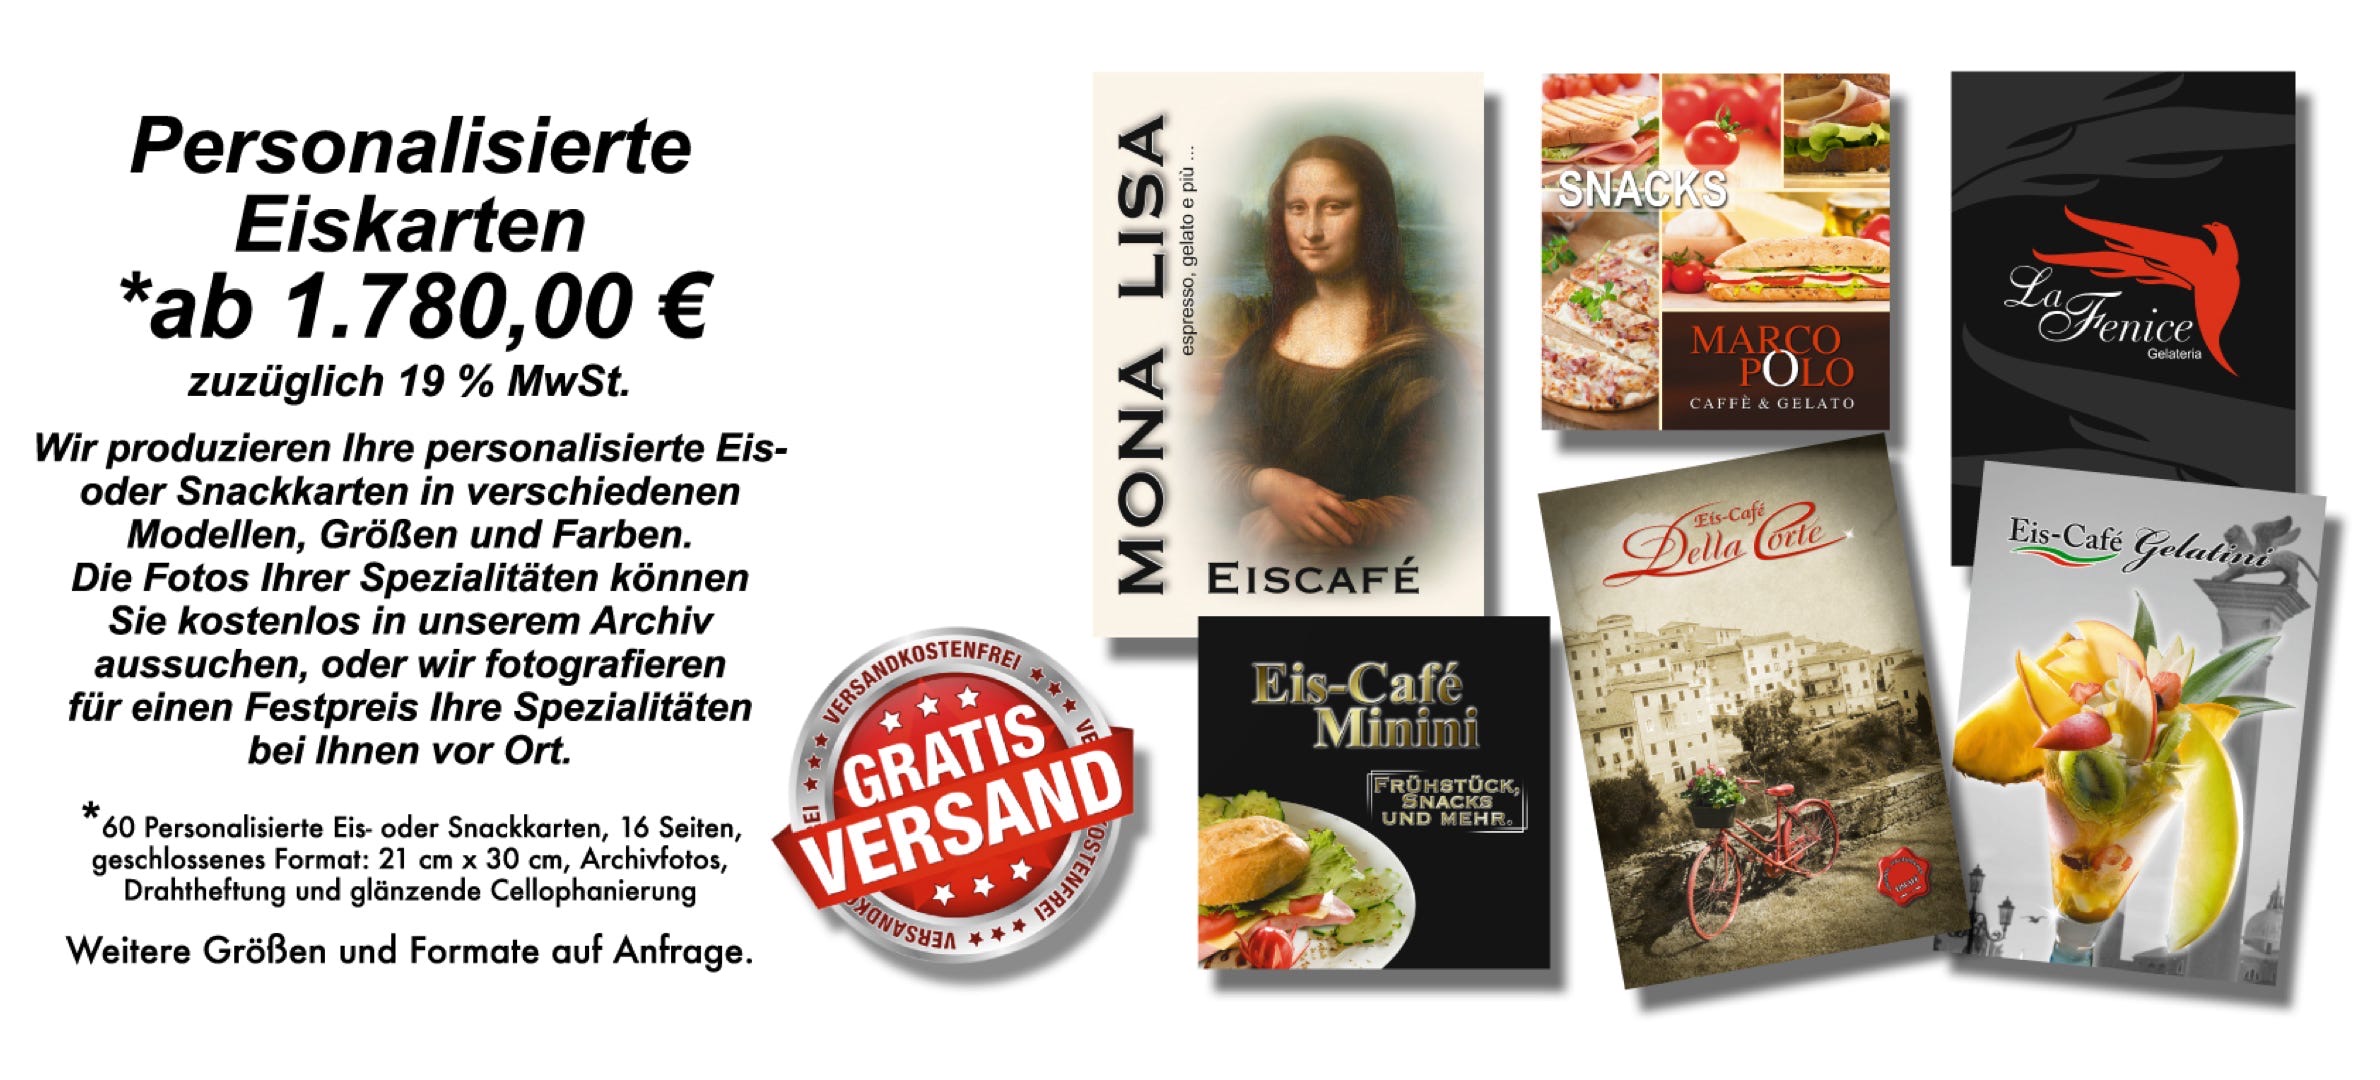 Personalisierte
Eiskarten
*ab 1.780,00 €
zuzüglich 19 % MwSt.
Wir produzieren Ihre personalisierte Eis-
oder Snackkarten in verschiedenen
Modellen, Größen und Farben.
Die Fotos Ihrer Spezialitäten können
Sie kostenlos in unserem Archiv
aussuchen, oder wir fotografieren
für einen Festpreis Ihre Spezialitäten
bei Ihnen vor Ort.
*60 Personalisierte Eis- oder Snackkarten, 16 Seiten,
geschlossenes Format: 21 cm x 30 cm, Archivfotos,
Drahtheftung und glänzende Cellophanierung
Weitere Größen und Formate auf Anfrage.
VERSANDKOSTENFREI
GRATIS
VERSAND
MONA LISA
espresso, gelato e più ...
EISCAFÉ
SNACKS
MARCO
POLO
CAFFÈ & GELATO
La
Fenice
Gelateria
Eis-Café
Minini
FRÜHSTÜCK,
SNACKS
UND MEHR.
Eis-Café
Della Corte
Eis-Café Gelatini